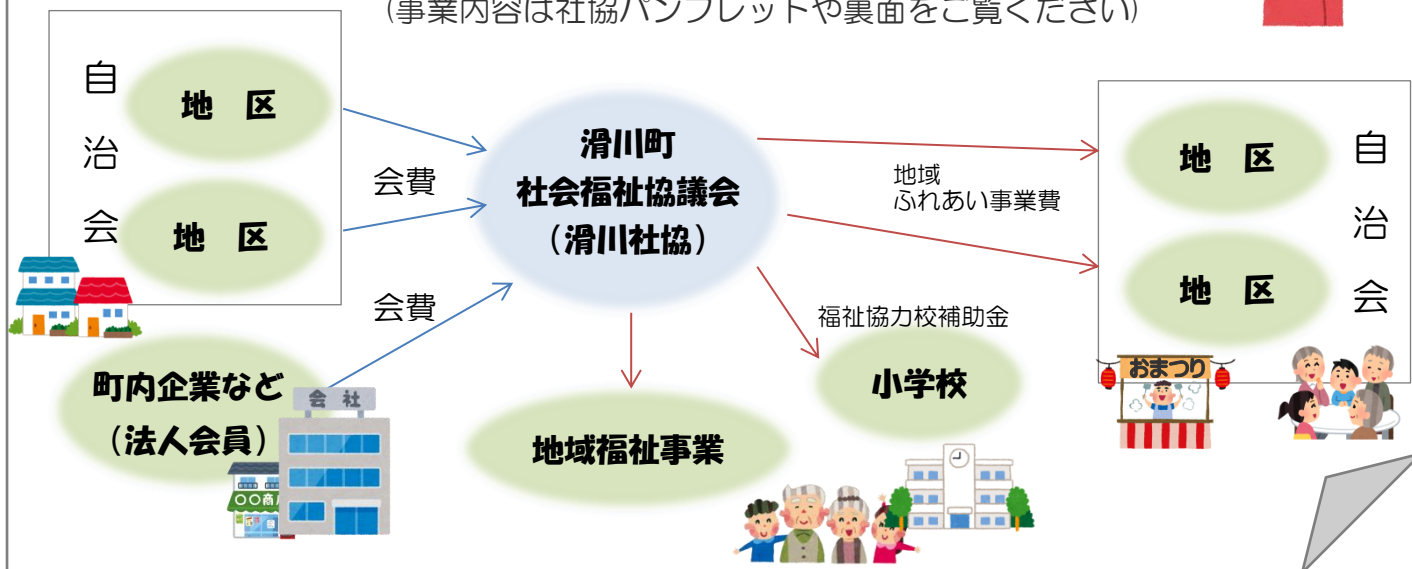 （事業内容は社協パンフレットや裏面をご覧ください）
自治会
地　区
地　区
会費
会費
町内企業など
（法人会員）
会 社
〇〇商
滑川町
社会福祉協議会
（滑川社協）
地域
ふれあい事業費
福祉協力校補助金
小学校
地域福祉事業
地　区
地　区
自治会
おまつり